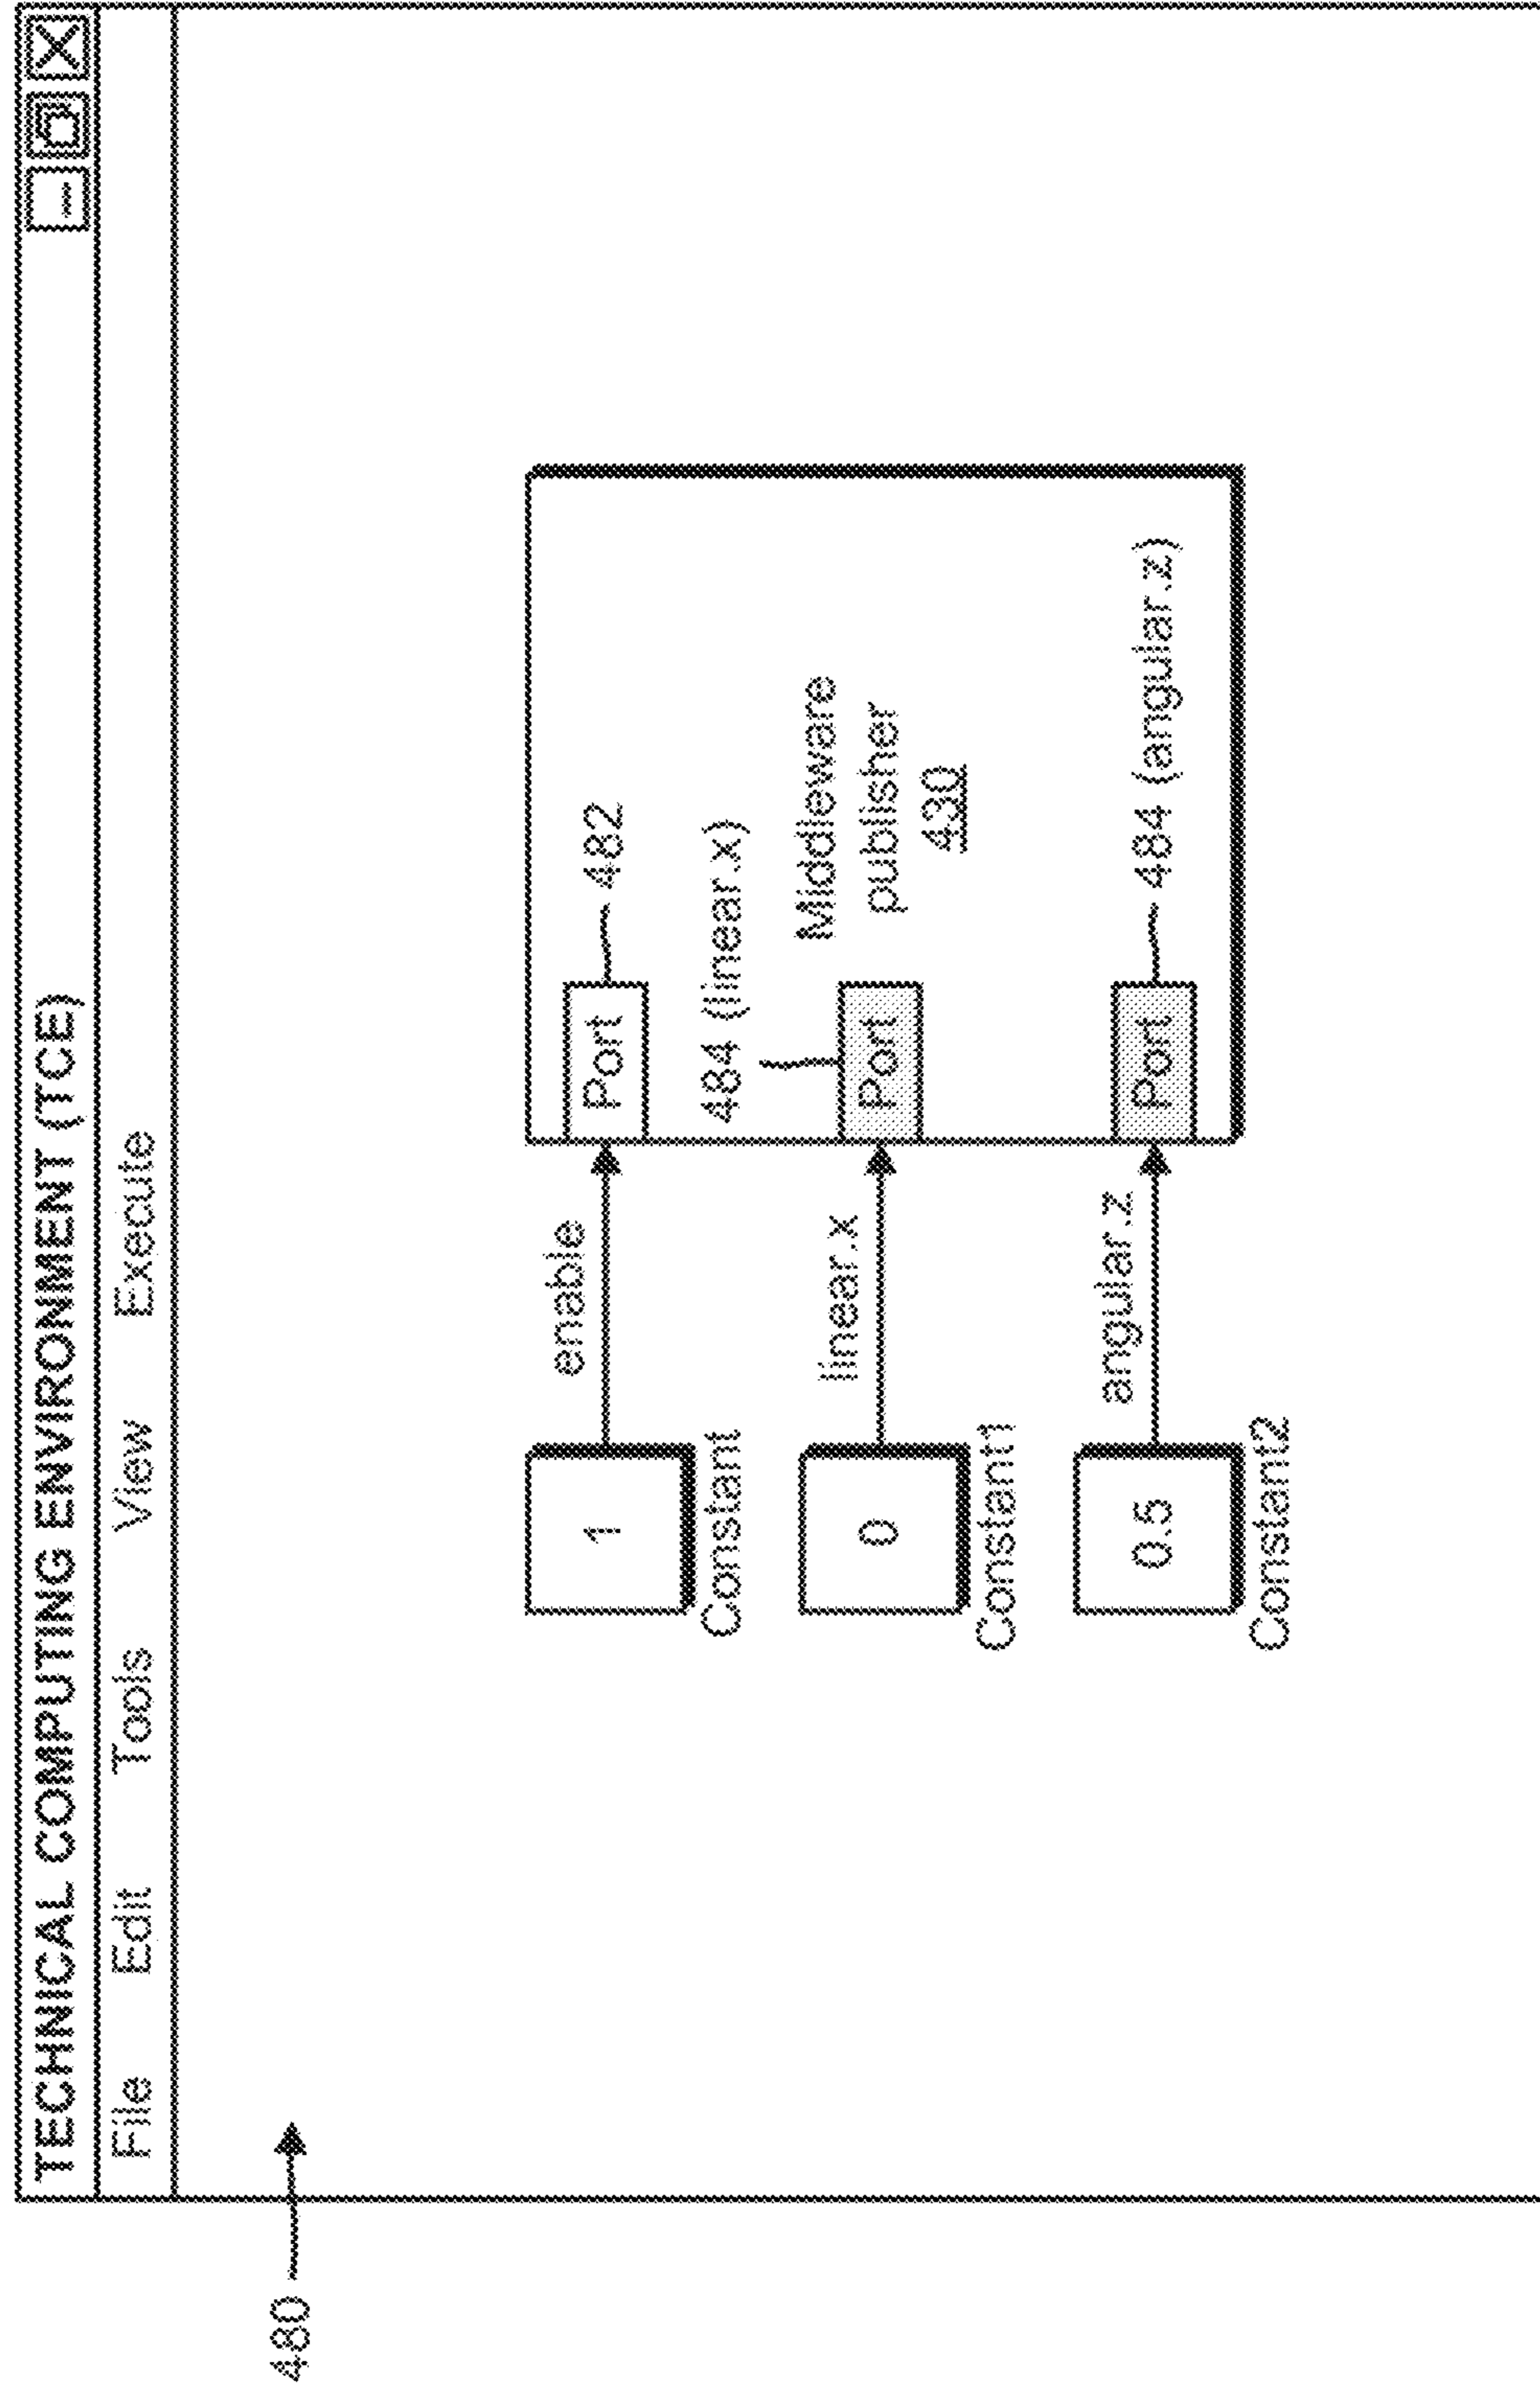 TECHNICAL COMPUTING ENVIRONMENT (TCE)
File Edit Tools View Execute
480
1
Constant
enable
Port
482
484 (linear.x)
0
Constant1
linear.x
Port
Middleware
publisher
430
0.5
Constant2
angular.z
Port
484 (angular.z)